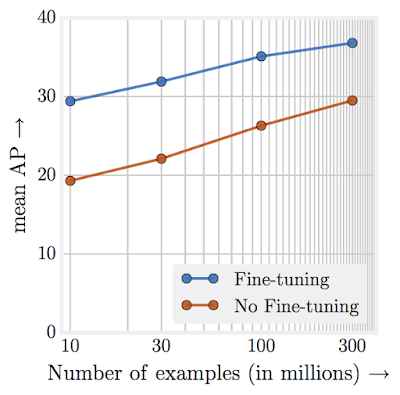 40
30
20
10
0
mean AP →
Fine-tuning
No Fine-tuning
10 30 100 300
Number of examples (in millions) →